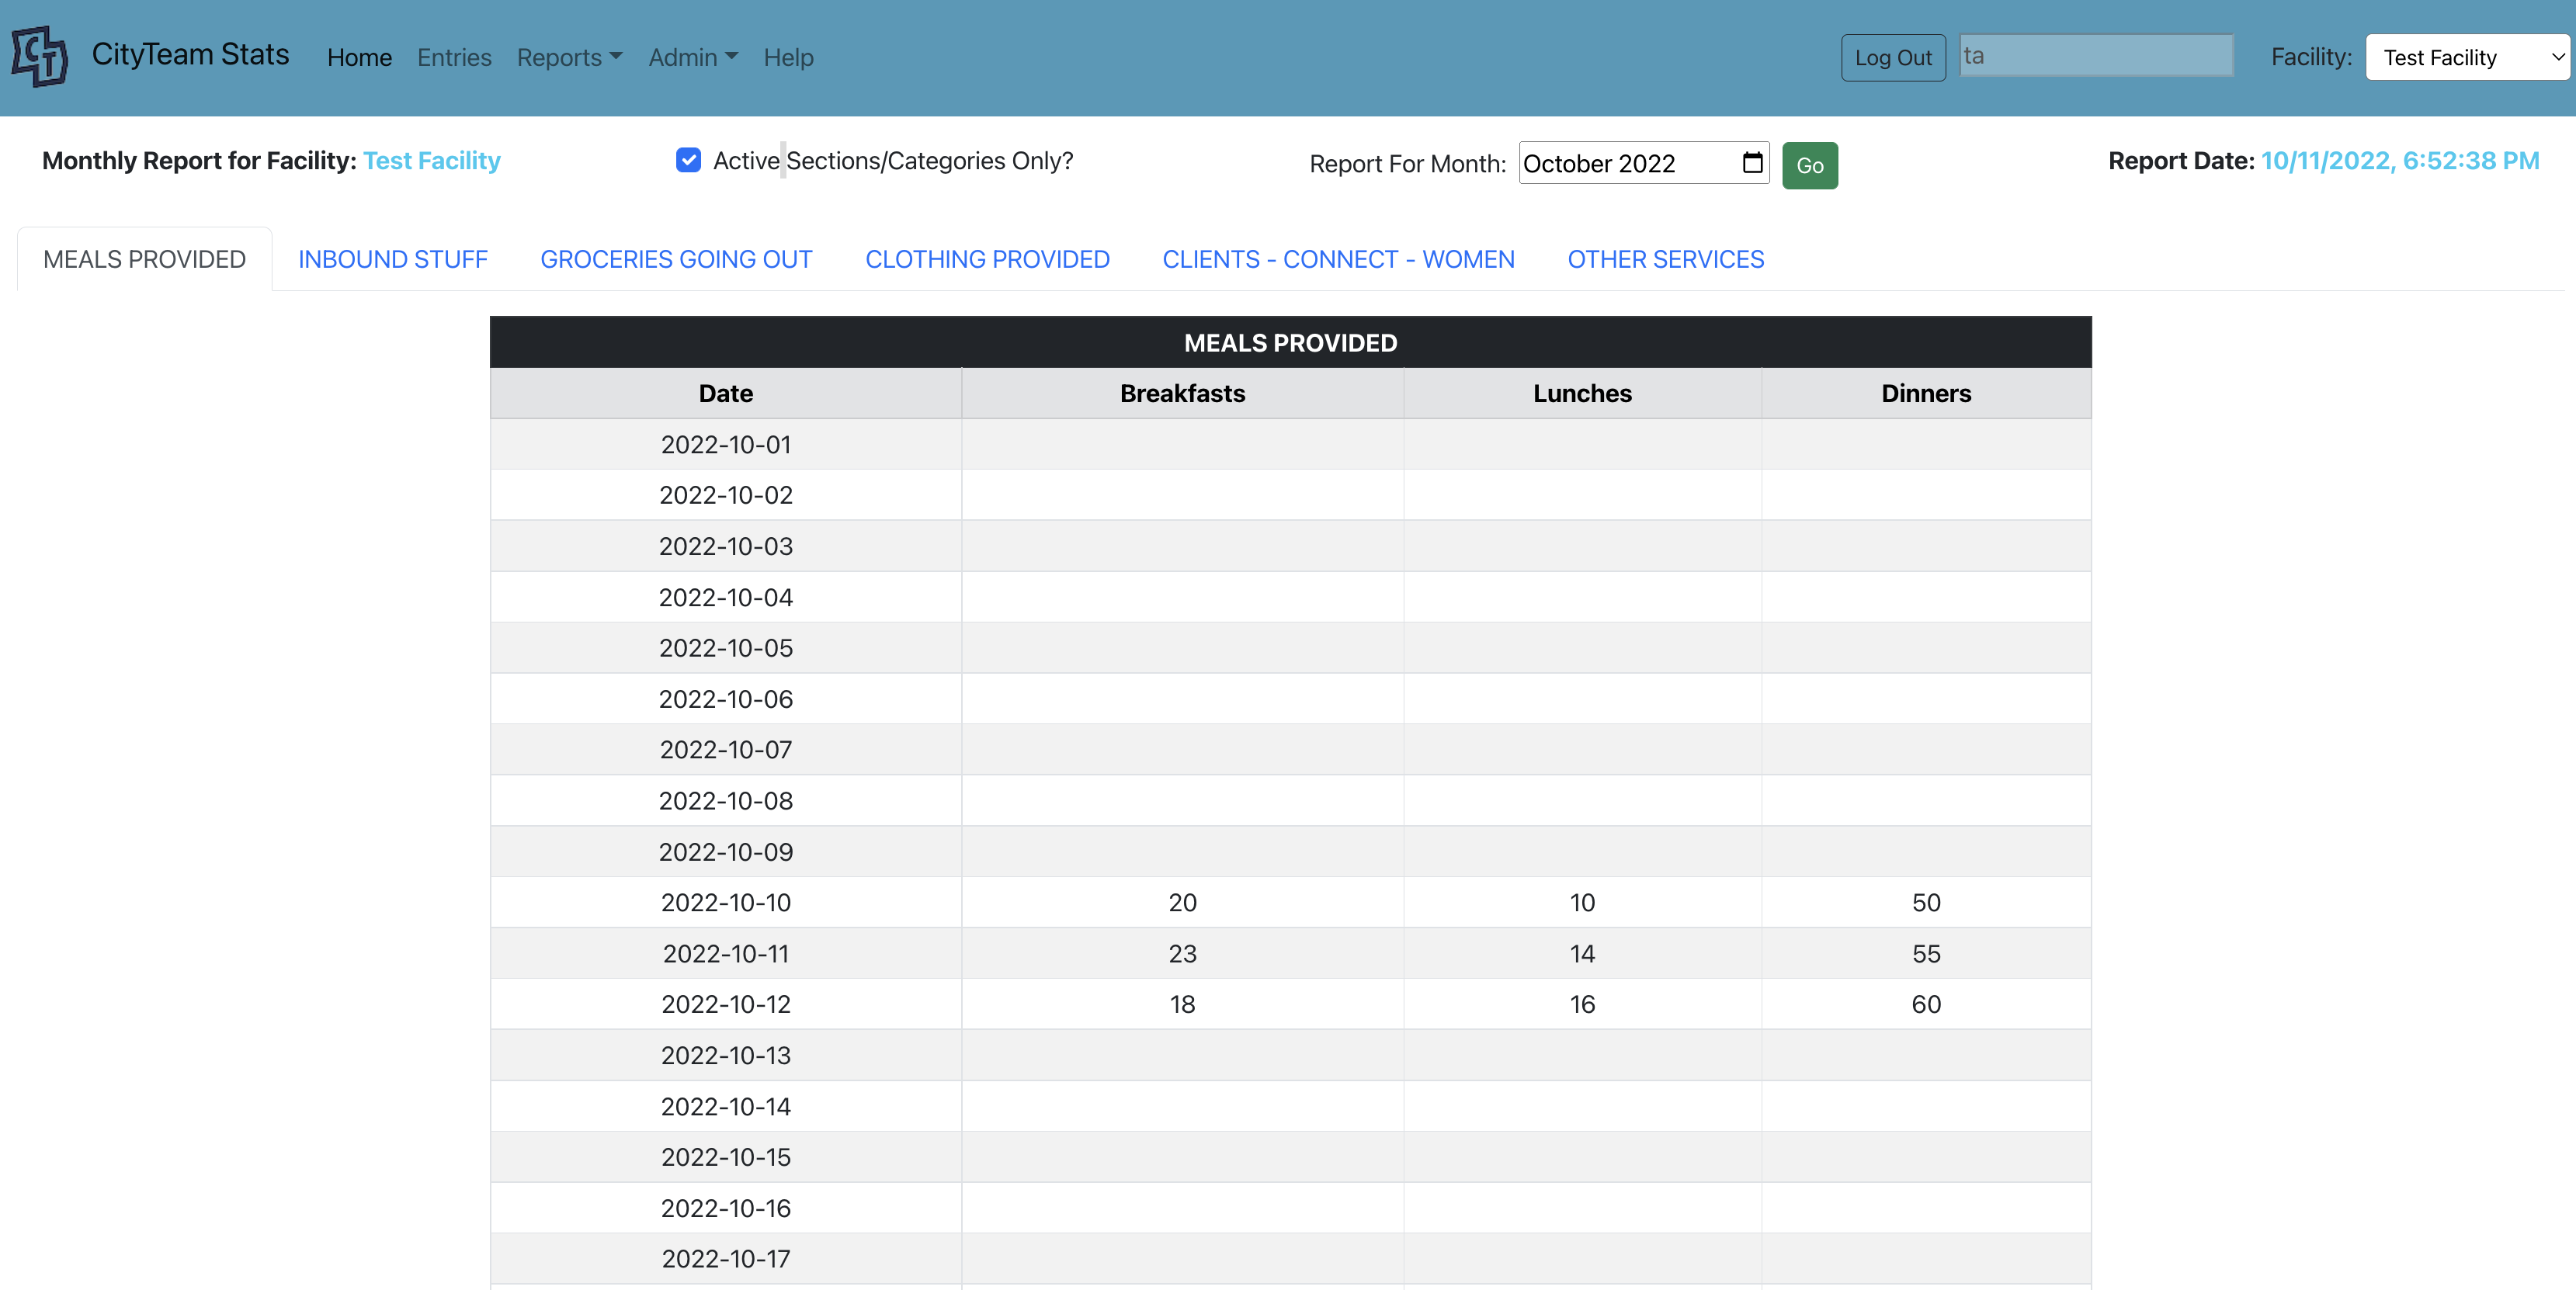 CT CityTeam Stats Home Entries Reports Admin Help Log Out ta Facility: Test Facility
Monthly Report for Facility: Test Facility Active Sections/Categories Only? Report For Month: October 2022 Go Report Date: 10/11/2022, 6:52:38 PM
MEALS PROVIDED INBOUND STUFF GROCERIES GOING OUT CLOTHING PROVIDED CLIENTS - CONNECT - WOMEN OTHER SERVICES
MEALS PROVIDED
Date Breakfasts Lunches Dinners
2022-10-01
2022-10-02
2022-10-03
2022-10-04
2022-10-05
2022-10-06
2022-10-07
2022-10-08
2022-10-09
2022-10-10 20 10 50
2022-10-11 23 14 55
2022-10-12 18 16 60
2022-10-13
2022-10-14
2022-10-15
2022-10-16
2022-10-17